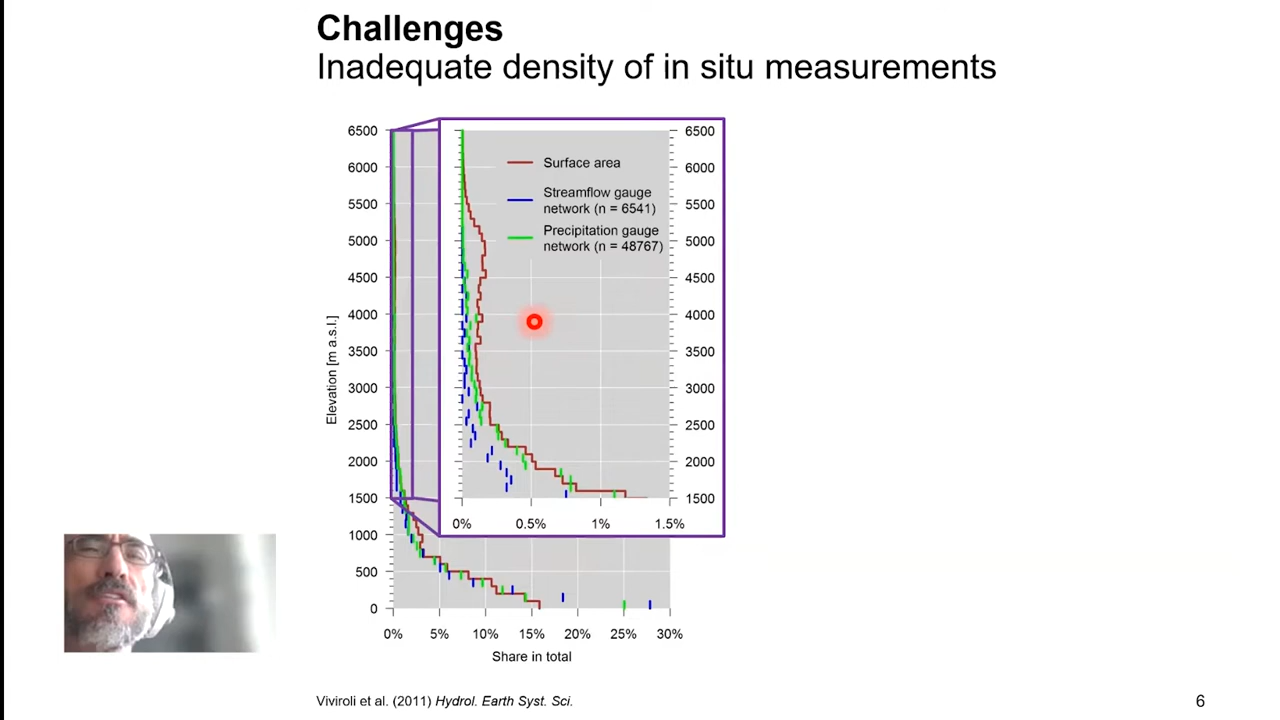 Challenges
Inadequate density of in situ measurements
6500
6000
5500
5000
4500
4000
3500
3000
2500
2000
1500
1000
500
0
Elevation [m a.s.l.]
Surface area
Streamflow gauge
network (n = 6541)
Precipitation gauge
network (n = 48767)
6500
6000
5500
5000
4500
4000
3500
3000
2500
2000
1500
0% 0.5% 1% 1.5%
0% 5% 10% 15% 20% 25% 30%
Share in total
Viviroli et al. (2011) Hydrol. Earth Syst. Sci.
6